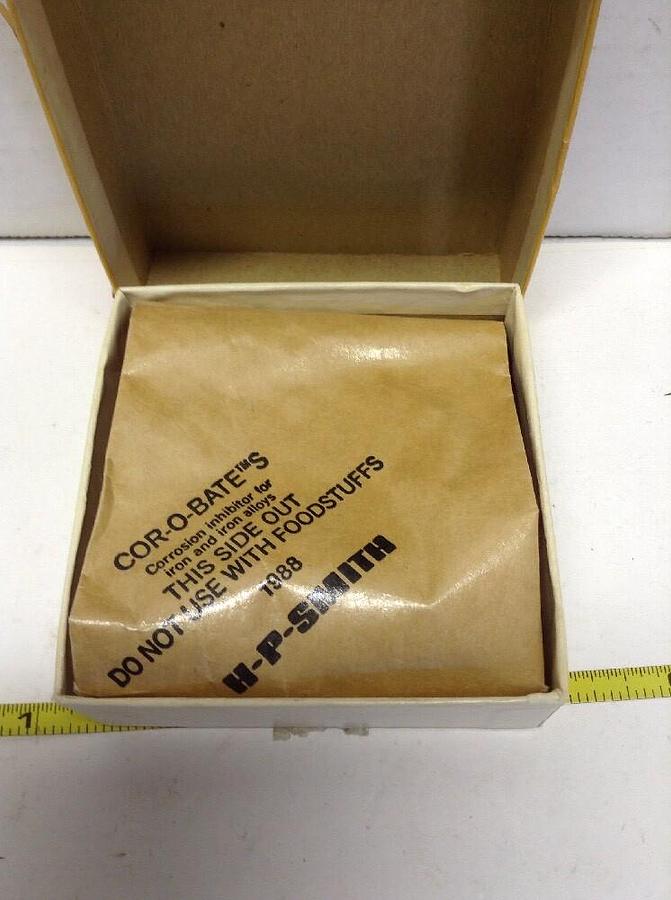 COR-O-BATE™S
Corrosion inhibitor for
iron and iron alloys
THIS SIDE OUT
DO NOT USE WITH FOODSTUFFS
1988
H-P-SMITH
1